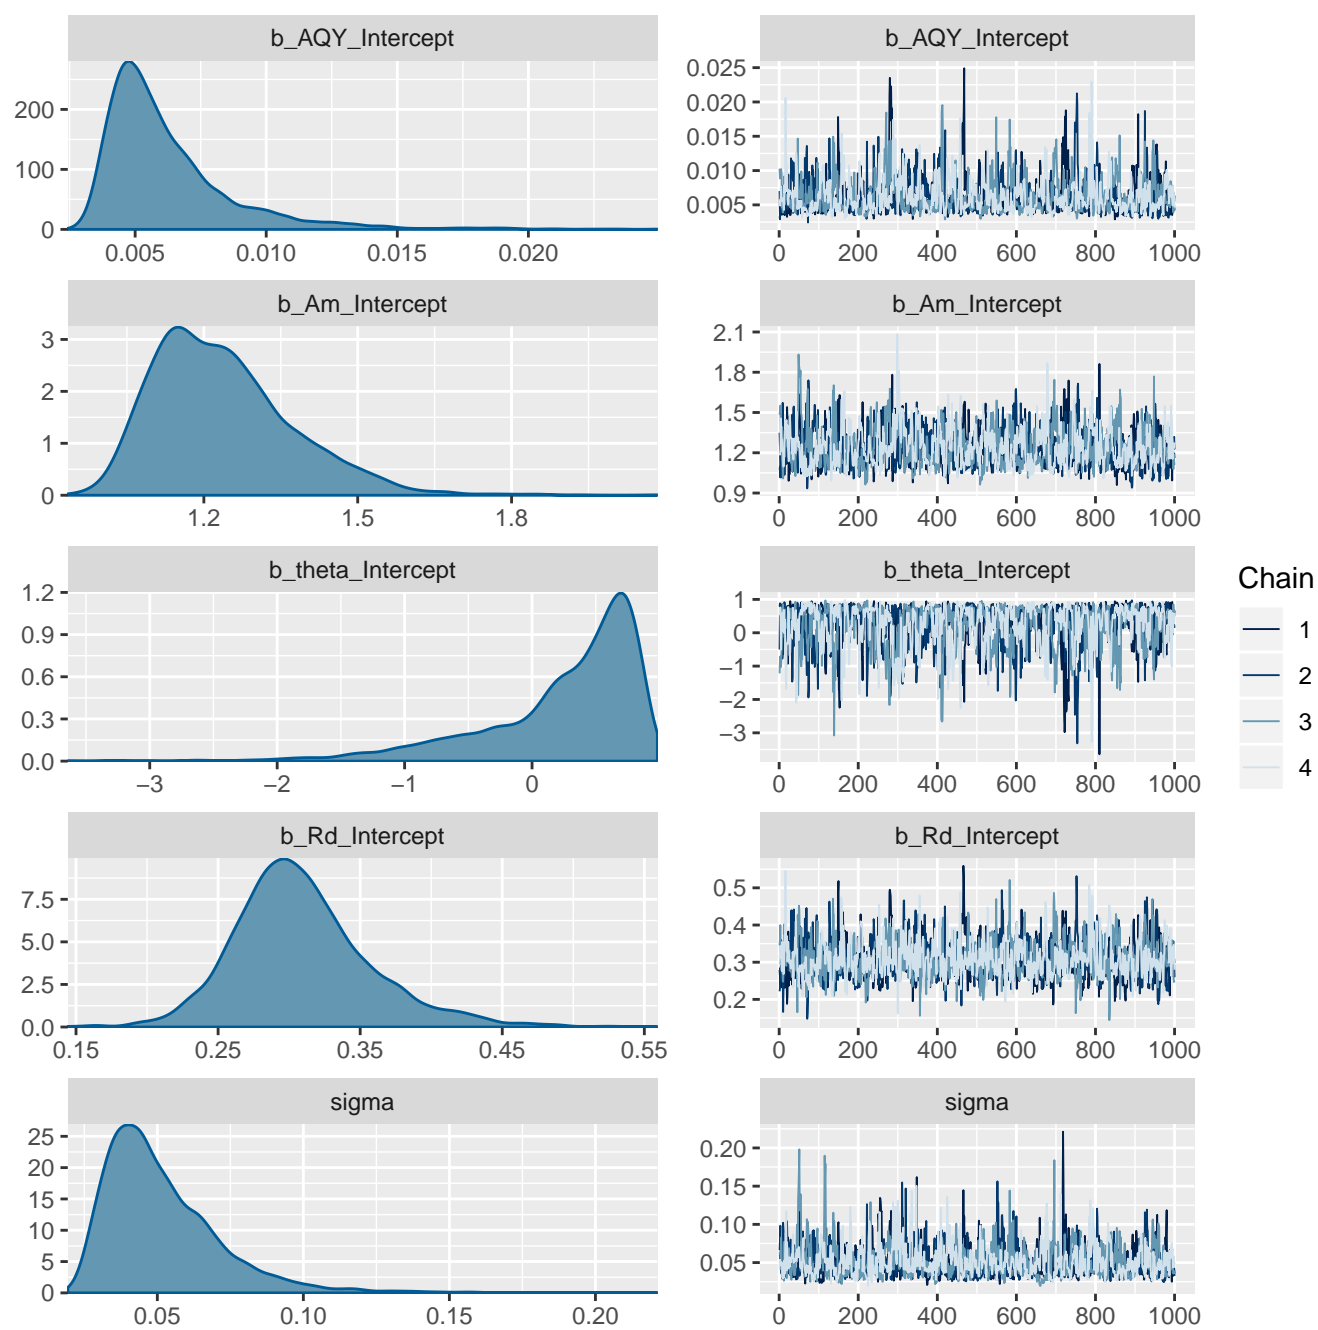 b_AQY_Intercept
200
100
0
0.005 0.010 0.015 0.020
b_AQY_Intercept
0.025
0.020
0.015
0.010
0.005
0 200 400 600 800 1000
b_Am_Intercept
3
2
1
0
1.2 1.5 1.8
b_Am_Intercept
2.1
1.8
1.5
1.2
0.9
0 200 400 600 800 1000
b_theta_Intercept
1.2
0.9
0.6
0.3
0.0
−3 −2 −1 0
b_theta_Intercept
1
0
−1
−2
−3
0 200 400 600 800 1000
b_Rd_Intercept
7.5
5.0
2.5
0.0
0.15 0.25 0.35 0.45 0.55
b_Rd_Intercept
0.5
0.4
0.3
0.2
0 200 400 600 800 1000
sigma
25
20
15
10
5
0
0.05 0.10 0.15 0.20
sigma
0.20
0.15
0.10
0.05
0 200 400 600 800 1000
Chain
1
2
3
4